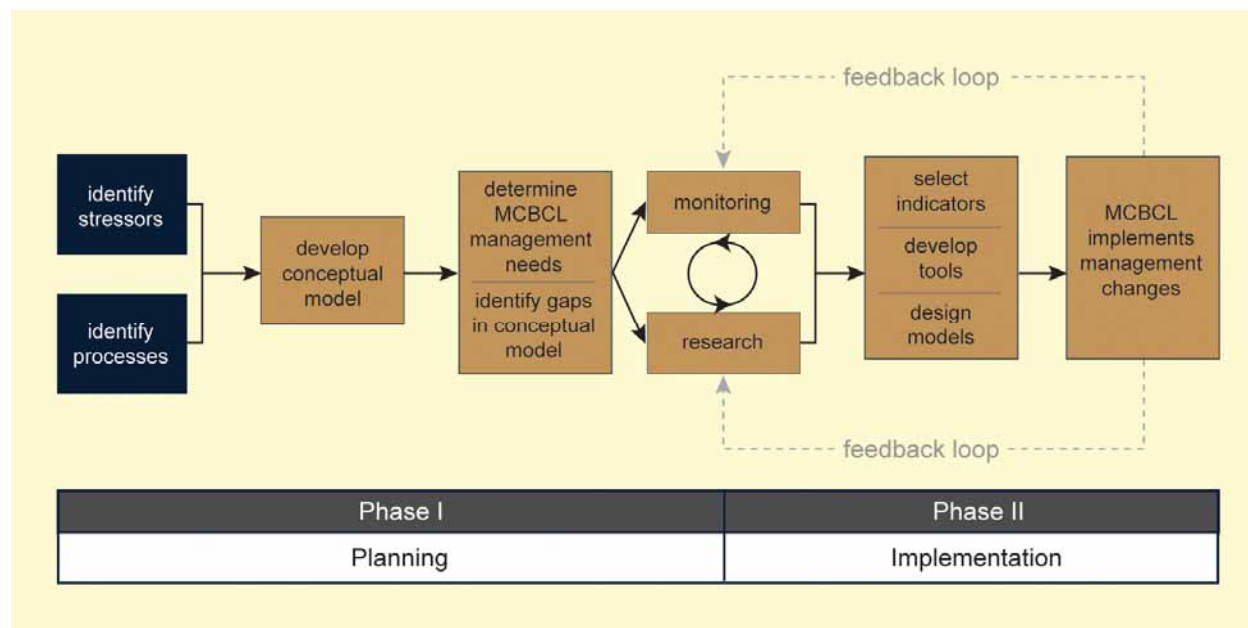 feedback loop
identify
stressors
identify
processes
develop
conceptual
model
determine
MCBCL
management
needs
identify gaps
in conceptual
model
monitoring
research
select
indicators
develop
tools
design
models
MCBCL
implements
management
changes
feedback loop
Phase I
Phase II
Planning
Implementation